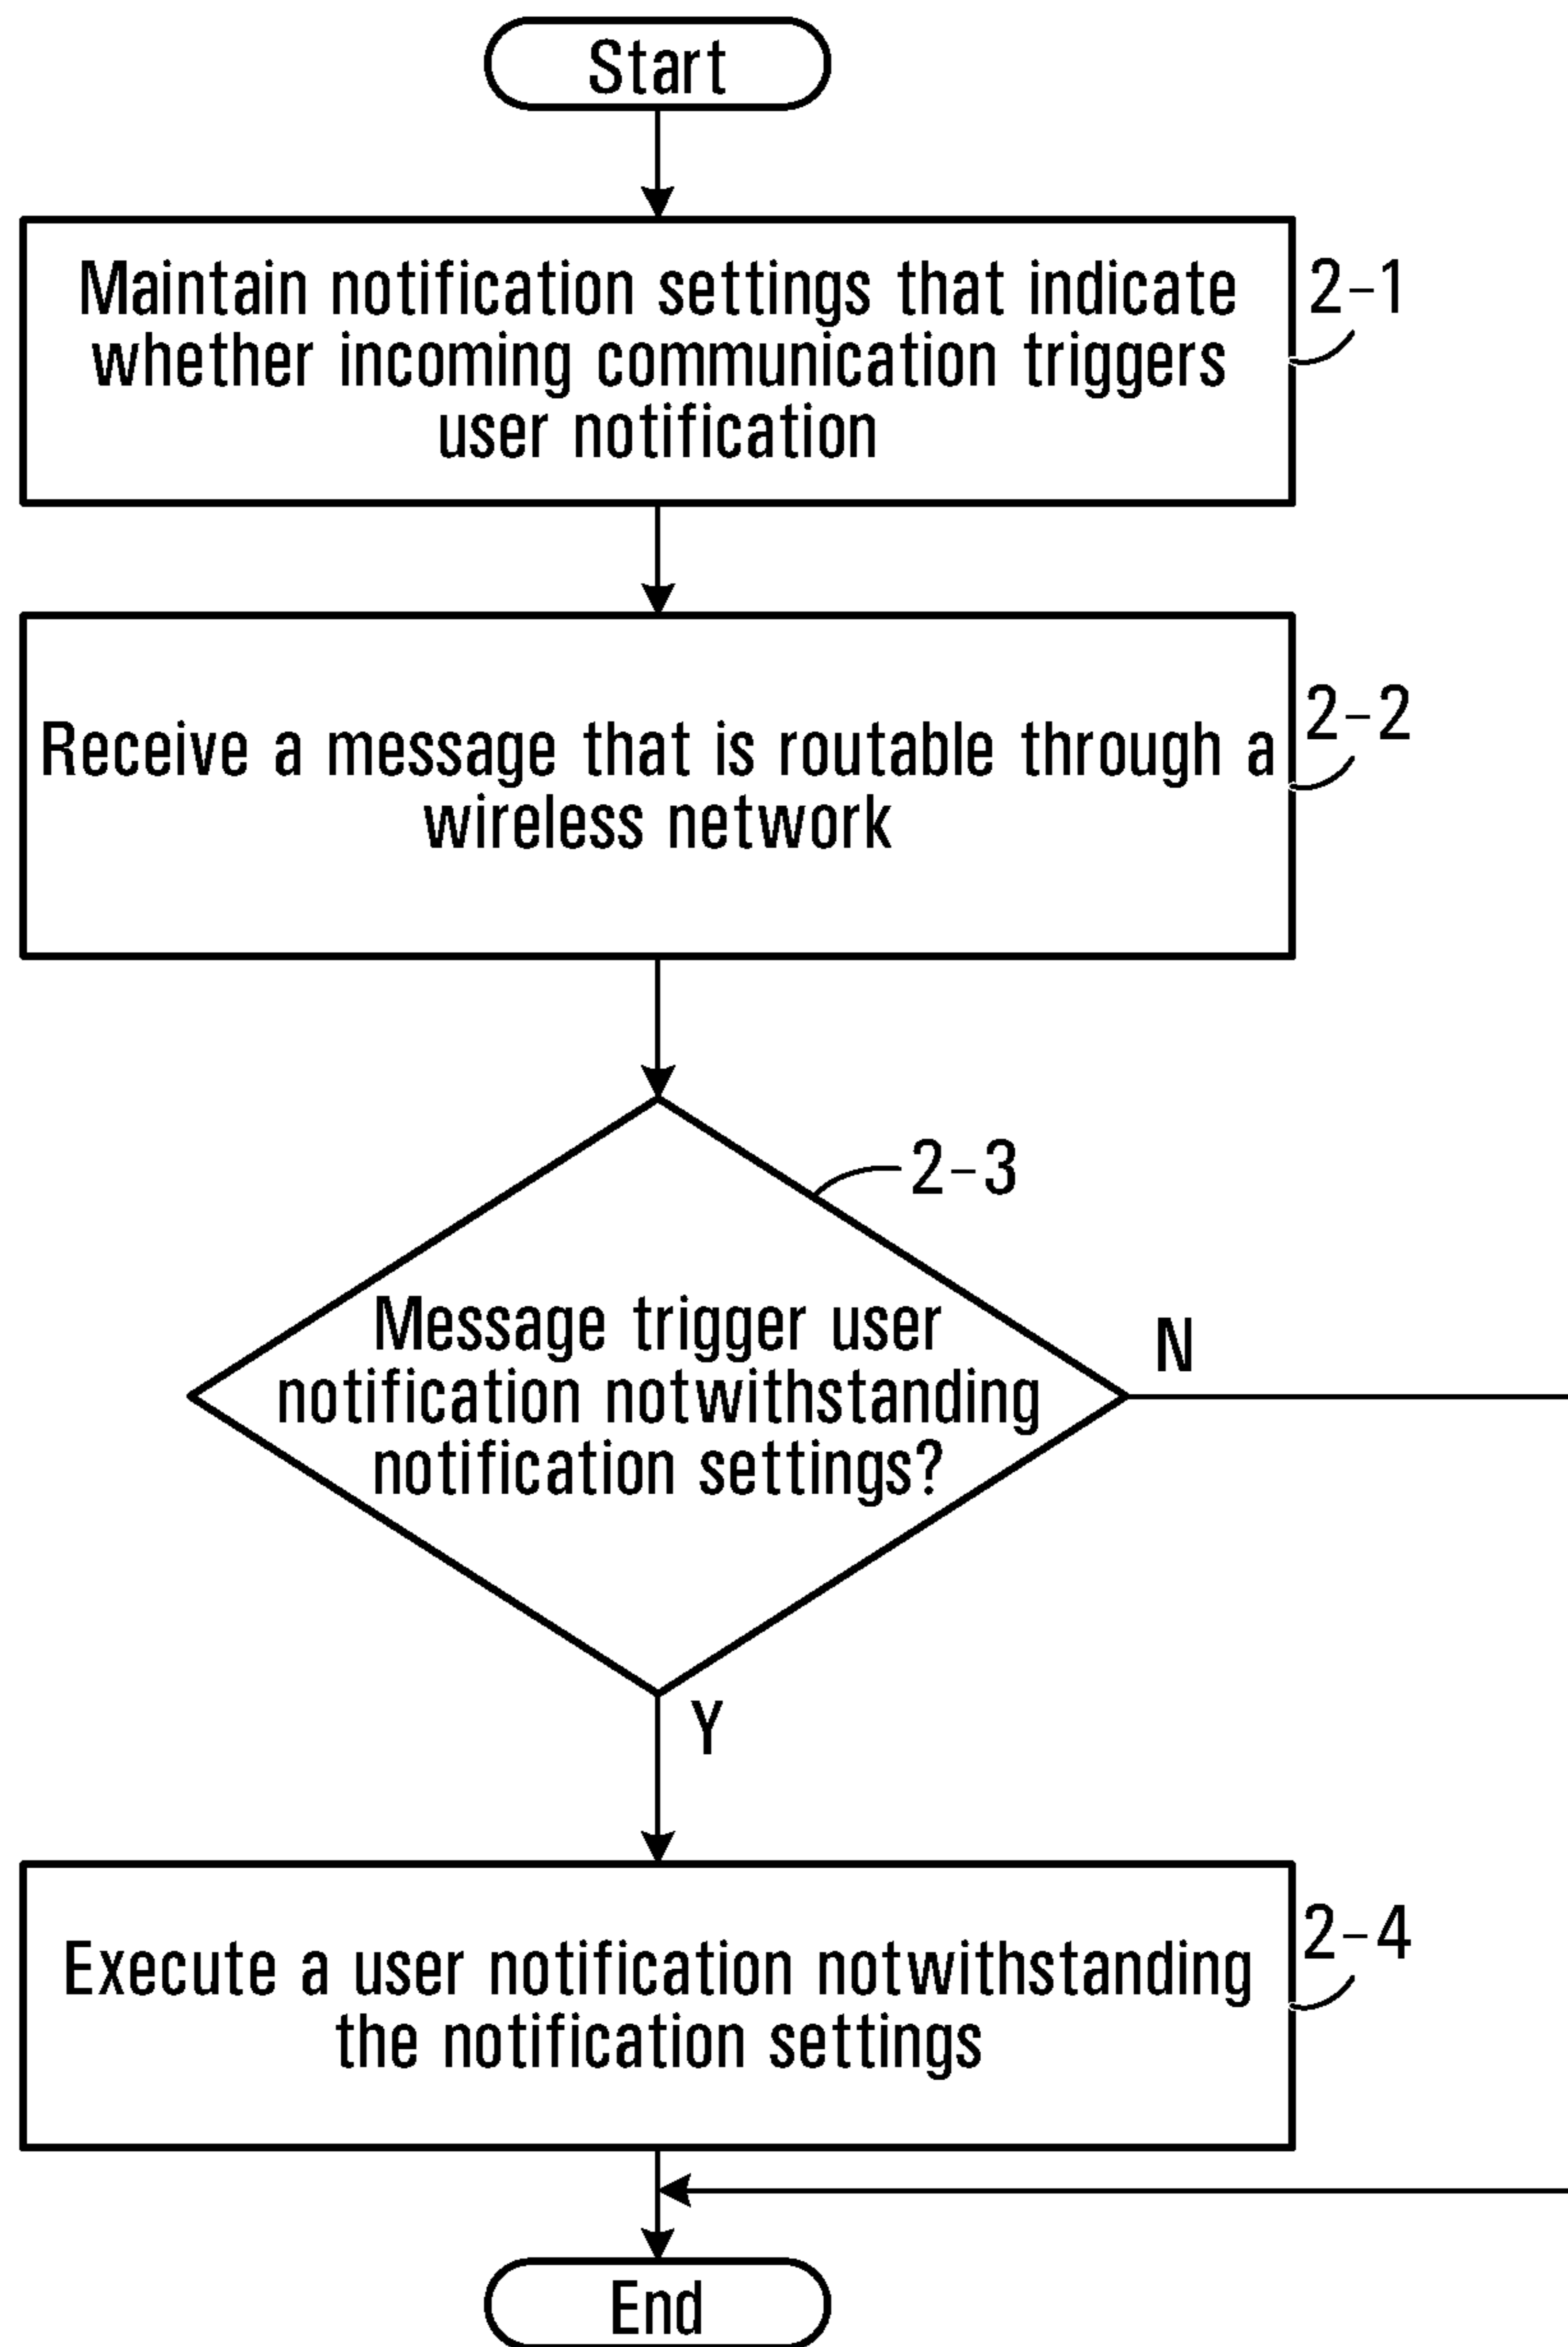 Start
Maintain notification settings that indicate
whether incoming communication triggers
user notification
2-1
Receive a message that is routable through a
wireless network
2-2
2-3
Message trigger user
notification notwithstanding
notification settings?
N
Y
Execute a user notification notwithstanding
the notification settings
2-4
End